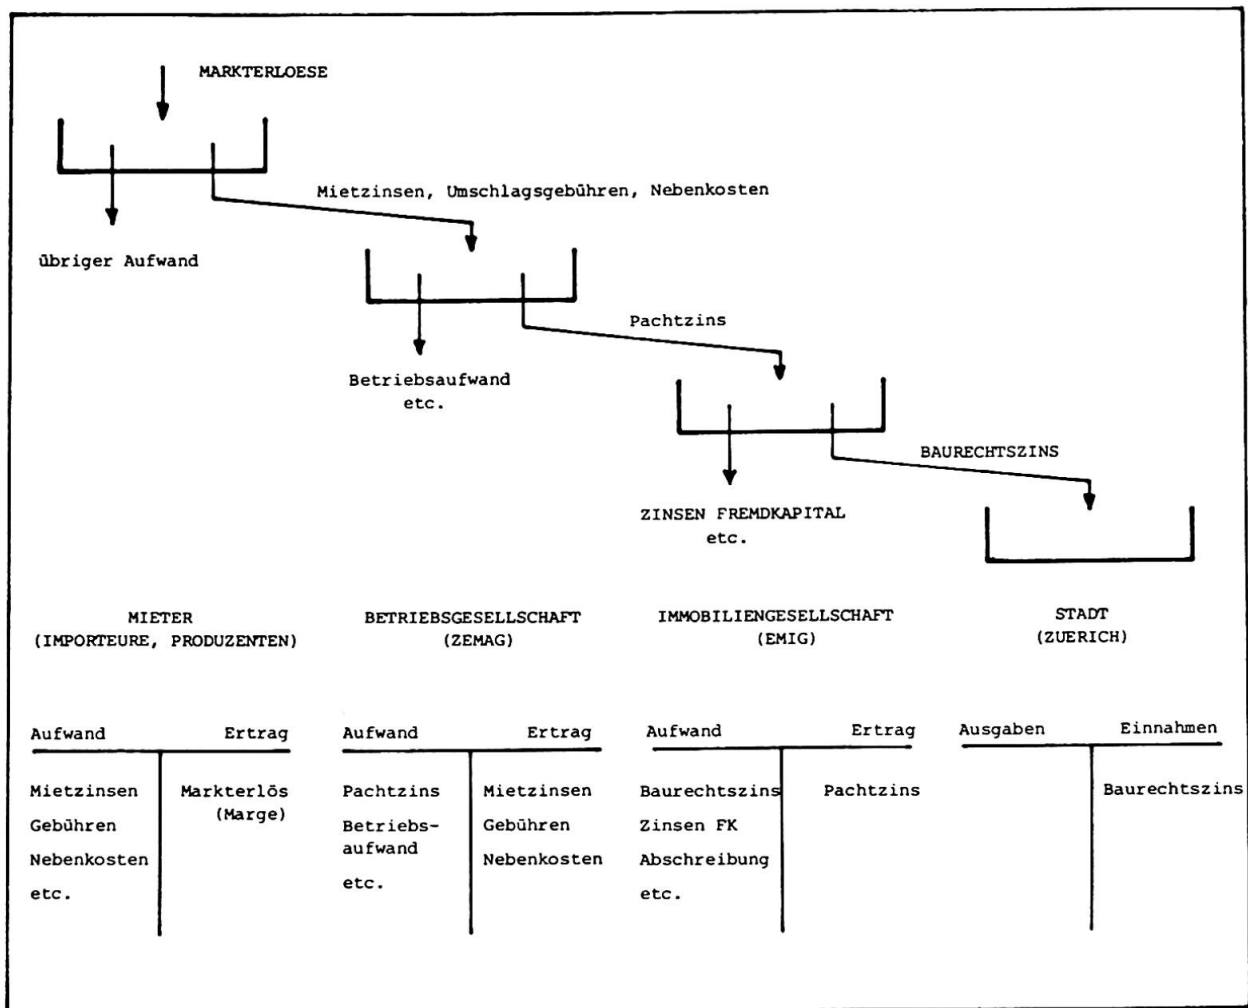 MARKTERLOESE
Mietzinsen, Umschlagsgebühren, Nebenkosten
übriger Aufwand
Pachtzins
Betriebsaufwand
etc.
BAURECHTSZINS
ZINSEN FREMDKAPITAL
etc.
MIETER
(IMPORTEURE, PRODUZENTEN)
BETRIEBSGESELLSCHAFT
(ZEMAG)
IMMOBILIENGESELLSCHAFT
(EMIG)
STADT
(ZUERICH)
Aufwand Ertrag
Mietzinsen Markterlös
(Marge)
Gebühren
Nebenkosten
etc.
Aufwand Ertrag
Pachtzins Mietzinsen
Betriebs- Gebühren
aufwand
Nebenkosten
etc.
Aufwand Ertrag
Baurechtszins Pachtzins
Zinsen FK
Abschreibung
etc.
Ausgaben Einnahmen
Baurechtszins